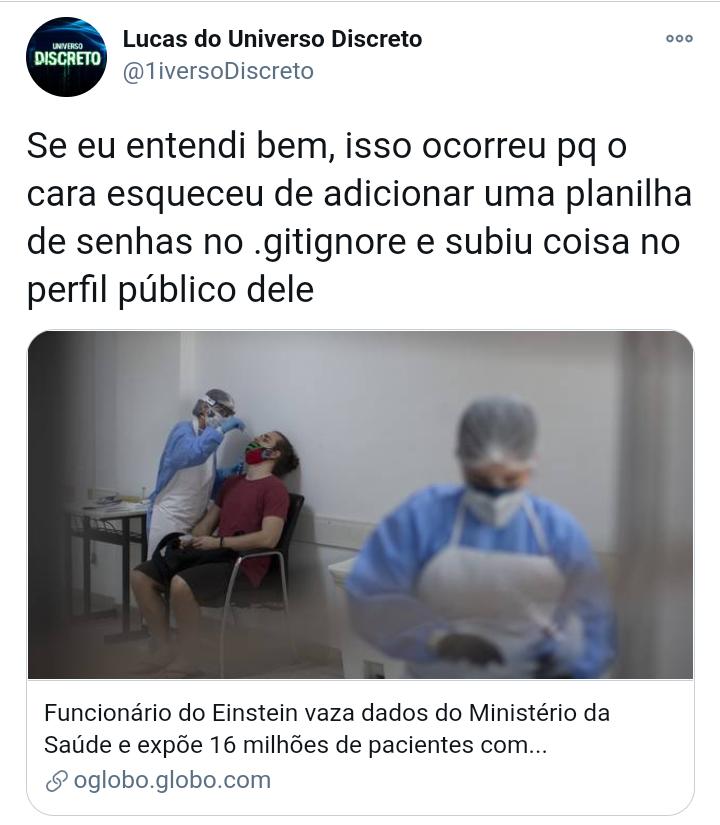 UNIVERSO
DISCRETO
Lucas do Universo Discreto
@1iversoDiscreto
Se eu entendi bem, isso ocorreu pq o
cara esqueceu de adicionar uma planilha
de senhas no .gitignore e subiu coisa no
perfil público dele
Funcionário do Einstein vaza dados do Ministério da
Saúde e expõe 16 milhões de pacientes com...
oglobo.globo.com